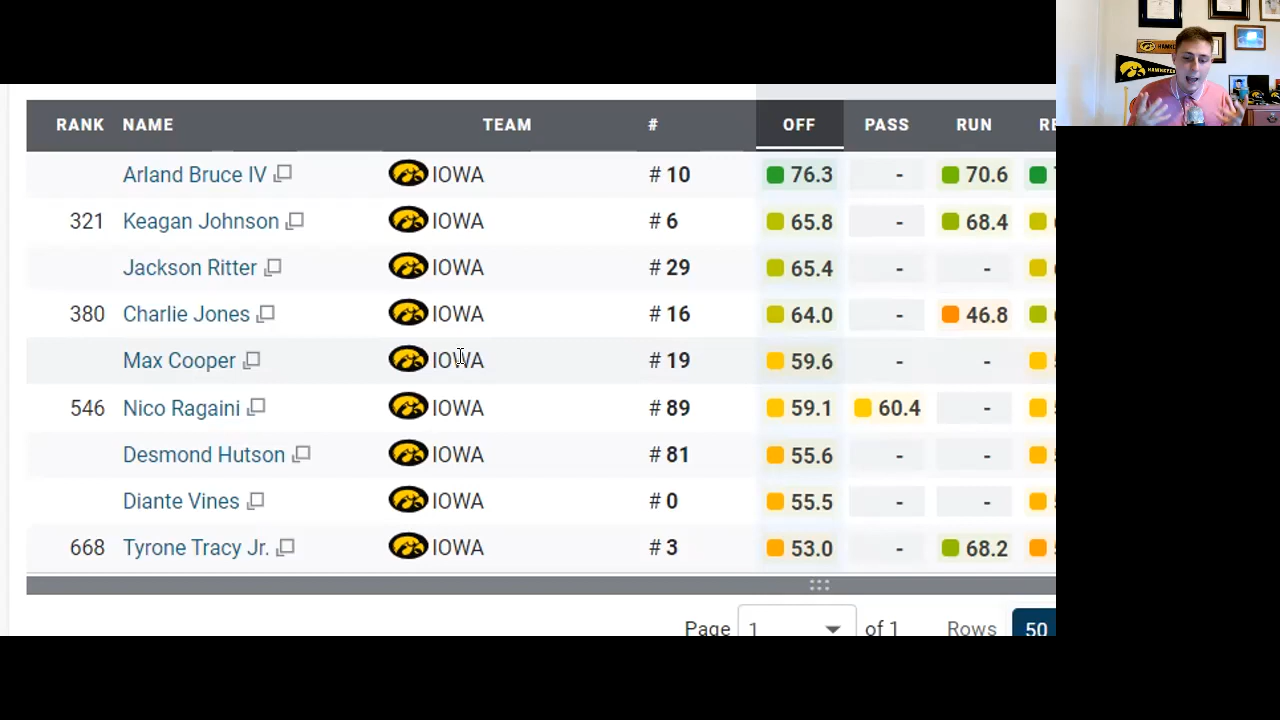 RANK NAME TEAM # OFF PASS RUN RE
Arland Bruce IV IOWA # 10 76.3 - 70.6
321 Keagan Johnson IOWA # 6 65.8 - 68.4
Jackson Ritter IOWA # 29 65.4 - -
380 Charlie Jones IOWA # 16 64.0 - 46.8
Max Cooper IOWA # 19 59.6 - -
546 Nico Ragaini IOWA # 89 59.1 60.4 -
Desmond Hutson IOWA # 81 55.6 - -
Diante Vines IOWA # 0 55.5 - -
668 Tyrone Tracy Jr. IOWA # 3 53.0 - 68.2
Page 1 of 1 Rows 50